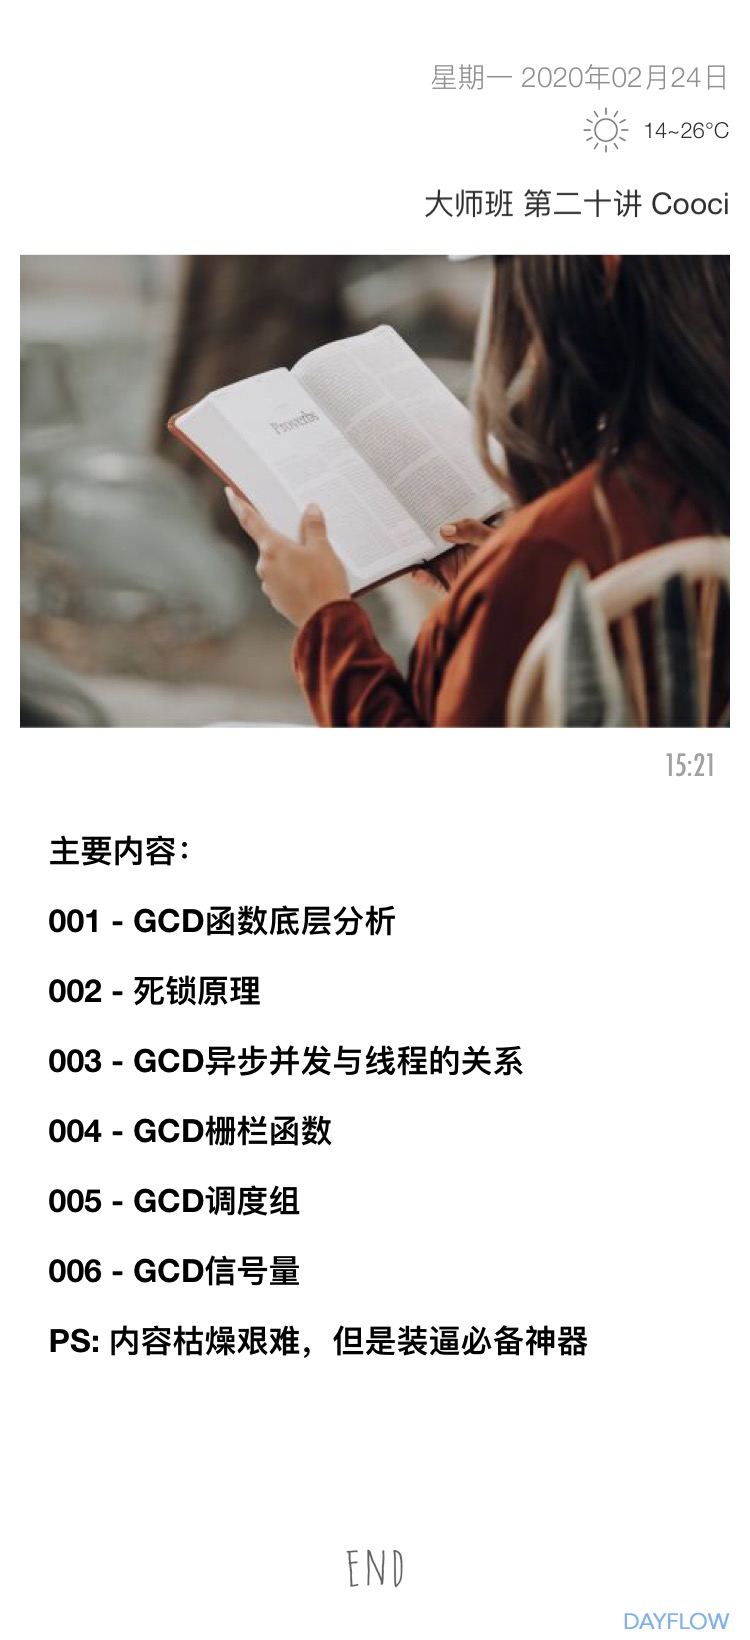 星期一 2020年02月24日
14~26°C
大师班 第二十讲 Cooci
Proverbs
15:21
主要内容：
001 - GCD函数底层分析
002 - 死锁原理
003 - GCD异步并发与线程的关系
004 - GCD栅栏函数
005 - GCD调度组
006 - GCD信号量
PS: 内容枯燥艰难，但是装逼必备神器
END
DAYFLOW